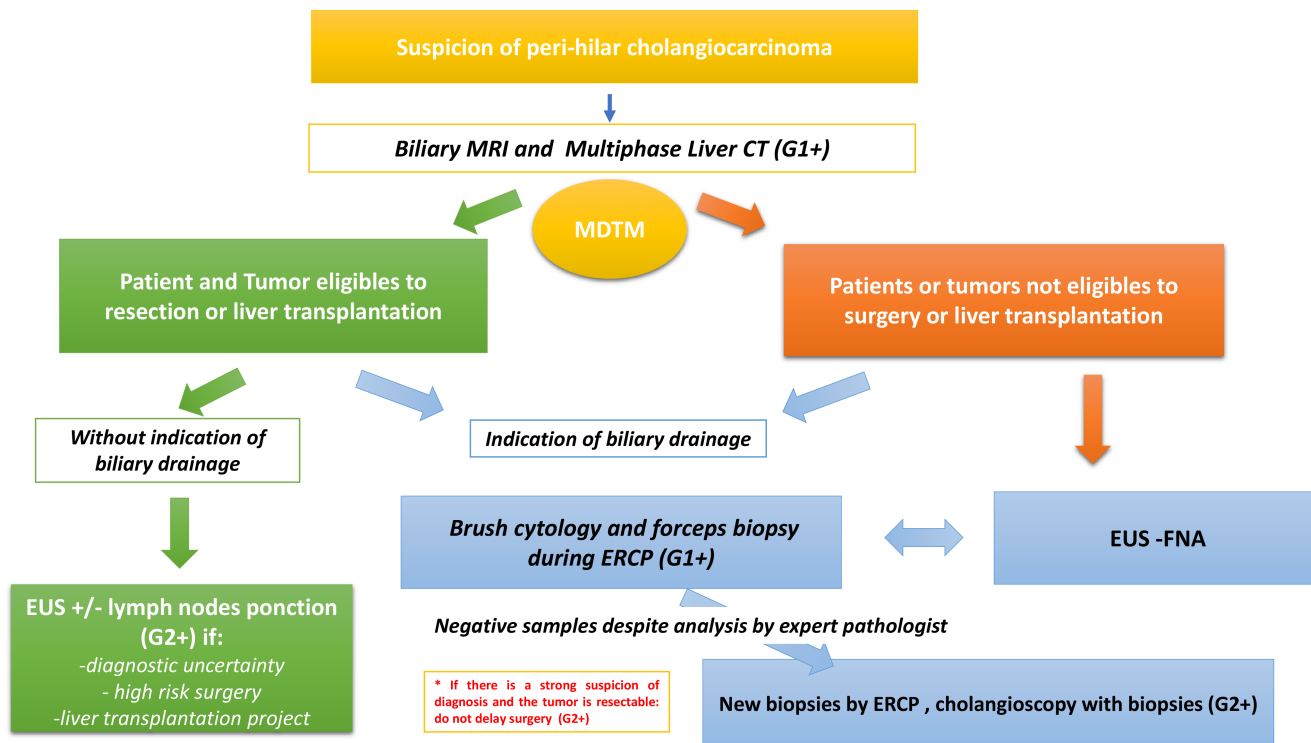 Suspicion of peri-hilar cholangiocarcinoma
Biliary MRI and Multiphase Liver CT (G1+)
MDTM
Patient and Tumor eligibles to
resection or liver transplantation
Patients or tumors not eligibles to
surgery or liver transplantation
Without indication of
biliary drainage
Indication of biliary drainage
Brush cytology and forceps biopsy
during ERCP (G1+)
EUS -FNA
EUS +/- lymph nodes ponction
(G2+) if:
-diagnostic uncertainty
- high risk surgery
-liver transplantation project
Negative samples despite analysis by expert pathologist
* If there is a strong suspicion of
diagnosis and the tumor is resectable:
do not delay surgery (G2+)
New biopsies by ERCP , cholangioscopy with biopsies (G2+)